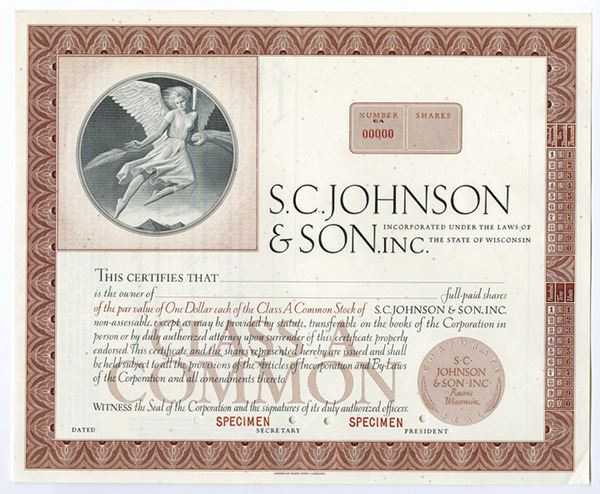 NUMBER SHARES
CA
00000
S.C.JOHNSON
& SON.INC.
INCORPORATED UNDER THE LAWS OF
THE STATE OF WISCONSIN
THIS CERTIFIES THAT
is the owner of full-paid shares
of the par value of One Dollar each of the Class A Common Stock of S.C.JOHNSON & SON.INC.
non-assessable, except as may be provided by statute, transferable on the books of the Corporation in
person or by duly authorized attorney upon surrender of this certificate properly
endorsed. This certificate and the shares represented hereby are issued and shall
be held subject to all the provisions of the Articles of Incorporation and By-Laws
of the Corporation and all amendments thereto
CLASS A
COMMON
WITNESS the Seal of the Corporation and the signatures of its duly authorized officers.
CORPORATE
S·C·
JOHNSON
& SON·INC·
Racine
Wisconsin
SEAL
SPECIMEN SPECIMEN
DATED SECRETARY PRESIDENT
AMERICAN BANK NOTE COMPANY.